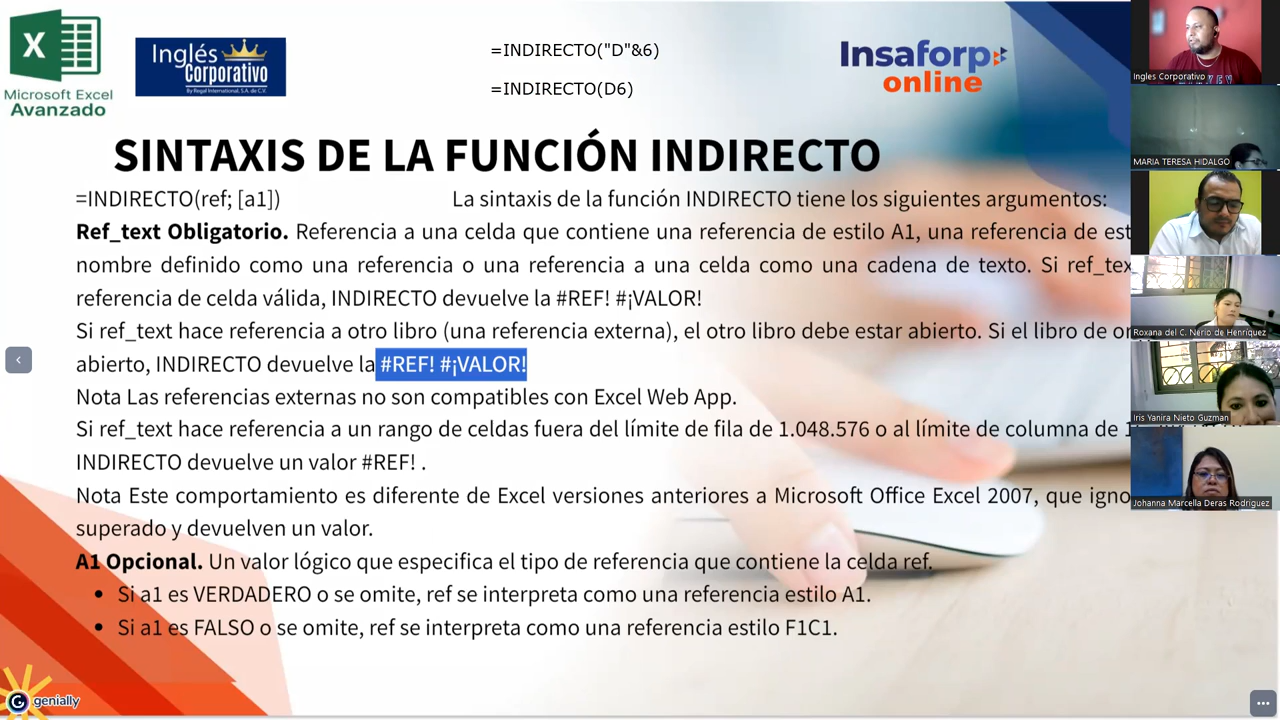 X
Microsoft Excel
Avanzado
Inglés
Corporativo
By Regal International, S.A. de C.V.
=INDIRECTO("D"&6)
=INDIRECTO(D6)
Insaforp
online
SINTAXIS DE LA FUNCIÓN INDIRECTO
=INDIRECTO(ref; [a1]) La sintaxis de la función INDIRECTO tiene los siguientes argumentos:
Ref_text Obligatorio. Referencia a una celda que contiene una referencia de estilo A1, una referencia de est
nombre definido como una referencia o una referencia a una celda como una cadena de texto. Si ref_tex
referencia de celda válida, INDIRECTO devuelve la #REF! #¡VALOR!
Si ref_text hace referencia a otro libro (una referencia externa), el otro libro debe estar abierto. Si el libro de or
abierto, INDIRECTO devuelve la #REF! #¡VALOR!
Nota Las referencias externas no son compatibles con Excel Web App.
Si ref_text hace referencia a un rango de celdas fuera del límite de fila de 1.048.576 o al límite de columna de 1
INDIRECTO devuelve un valor #REF! .
Nota Este comportamiento es diferente de Excel versiones anteriores a Microsoft Office Excel 2007, que igno
superado y devuelven un valor.
A1 Opcional. Un valor lógico que especifica el tipo de referencia que contiene la celda ref.
• Si a1 es VERDADERO o se omite, ref se interpreta como una referencia estilo A1.
• Si a1 es FALSO o se omite, ref se interpreta como una referencia estilo F1C1.
genially
Ingles Corporativo
MARIA TERESA HIDALGO
Roxana del C. Nerio de Henriquez
Iris Yanira Nieto Guzman
Johanna Marcella Deras Rodriguez